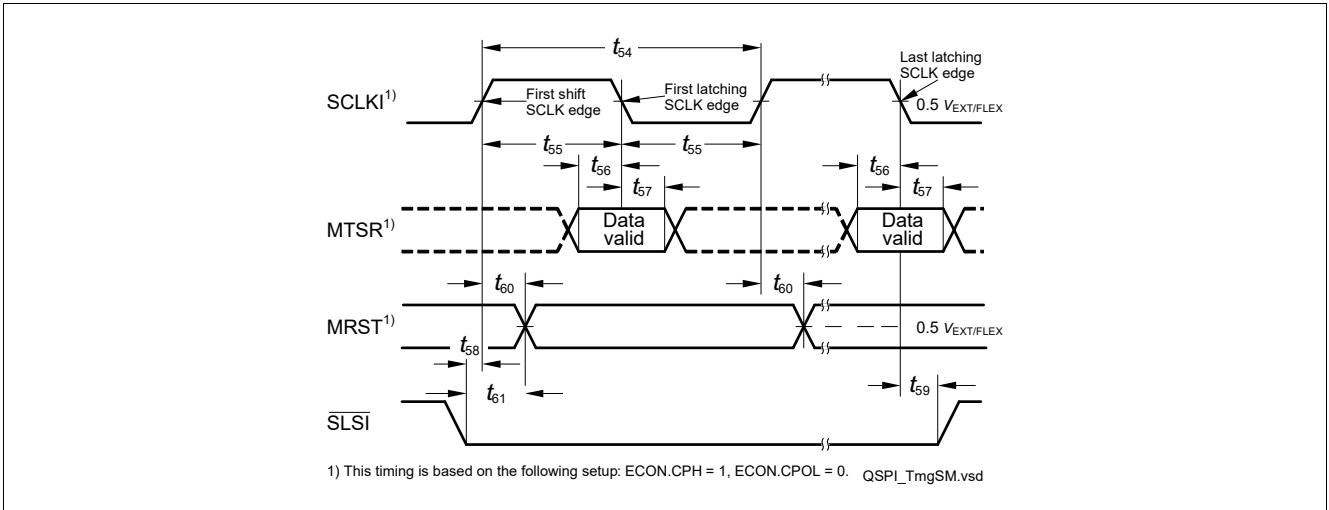 t54
SCLKI1)
First shift
SCLK edge
First latching
SCLK edge
Last latching
SCLK edge
0.5 VEXT/FLEX
t55
t55
t56
t57
t56
t57
MTSR1)
Data
valid
Data
valid
t60
t60
MRST1)
0.5 VEXT/FLEX
t58
t61
t59
SLSI
1) This timing is based on the following setup: ECON.CPH = 1, ECON.CPOL = 0.
QSPI_TmgSM.vsd